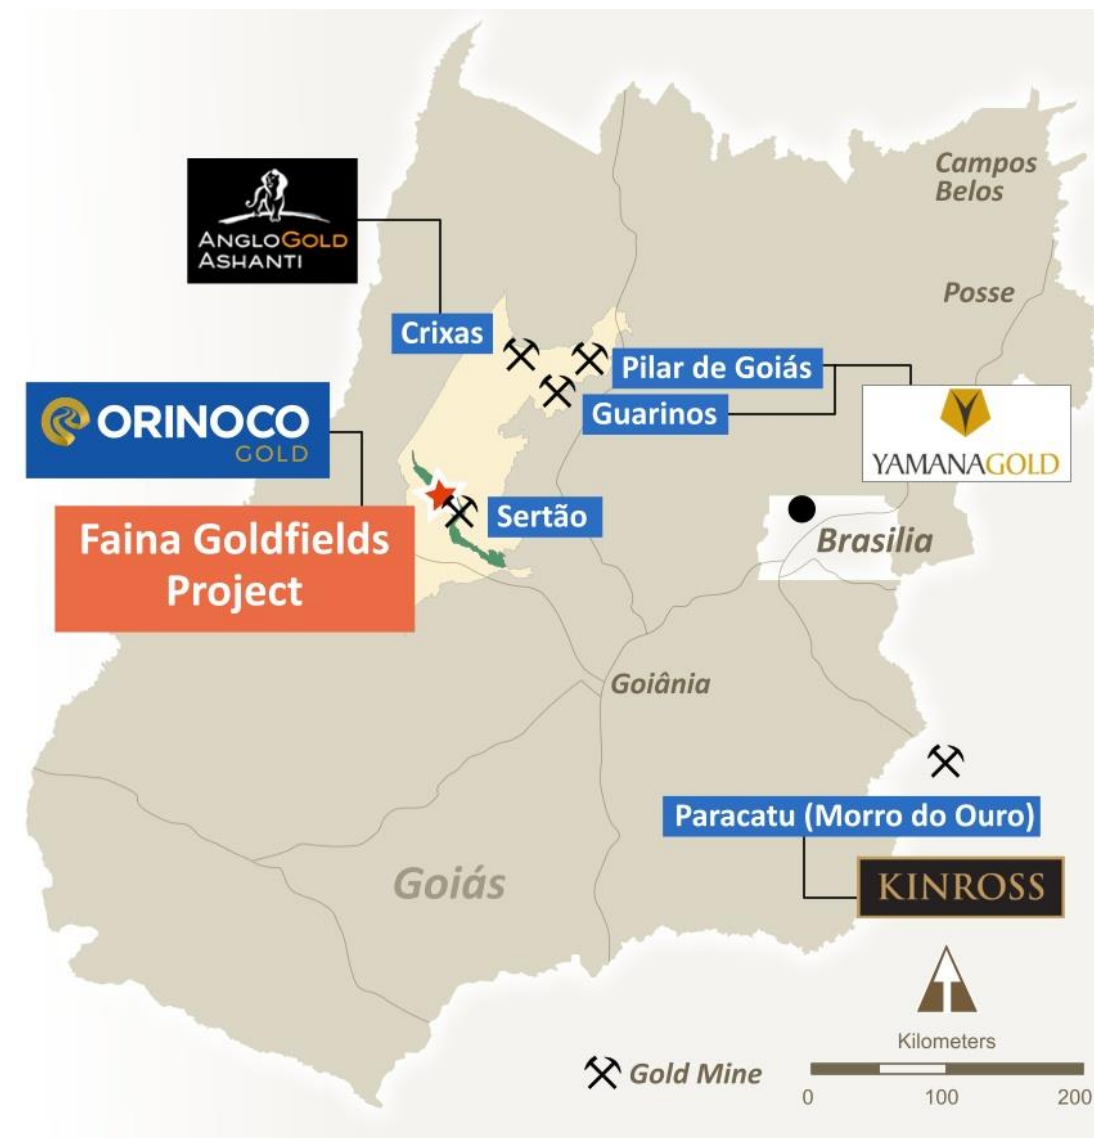 Campos
Belos
ANGLOGOLD
ASHANTI
Posse
Crixas
Pilar de Goiás
Guarinos
ORINOCO
GOLD
YAMANAGOLD
Sertão
Faina Goldfields
Project
Brasilia
Goiânia
Paracatu (Morro do Ouro)
Goiás
KINROSS
Kilometers
Gold Mine
0 100 200